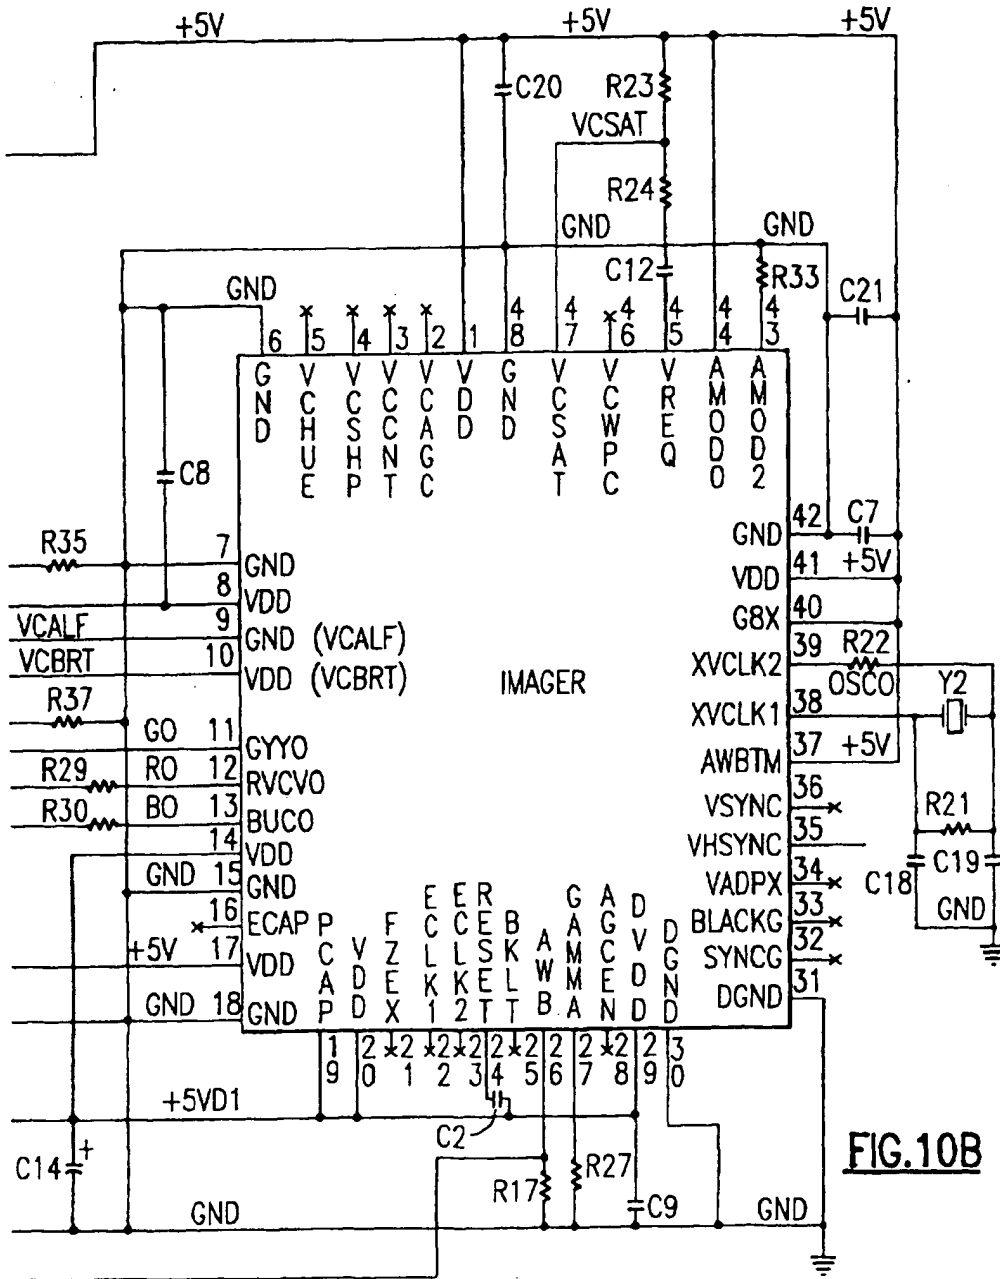 +5V +5V +5V
C20 R23
VCSAT
R24
GND GND
C12 R33
GND C21
6 5 4 3 2 1 48 47 46 45 44 43
GND VCHUE VCSHP VCCNT VCAGC VDD GND VCSAT VCWPC VREQ AMOD0 AMOD2
C8
42 C7
GND
R35 7 GND
41 +5V
VDD
8 VDD
40
G8X
VCALF 9 GND (VCALF)
39 R22
XVCLK2
VCBRT 10 VDD (VCBRT)
IMAGER
OSCO Y2
38
XVCLK1
R37
GO 11 GYYO
37 +5V
AWBTM
R29 RO 12 RVCVO
36
VSYNC
R30 BO 13 BUCO
R21
35
VHSYNC
14 VDD
GND 15 GND
34
VADPX
C18 C19
16 ECAP
33
BLACKG
GND
+5V 17 VDD
32
SYNCG
GND 18 GND
31
DGND
PCAP VDD FZEX ECLK1 ECLK2 RESET BKLT AWB GAMMA AGCEN DVDD DGND
19 20 21 22 23 24 25 26 27 28 29 30
+5VD1
C2
C14 +
R17 R27 C9
GND GND
FIG.10B